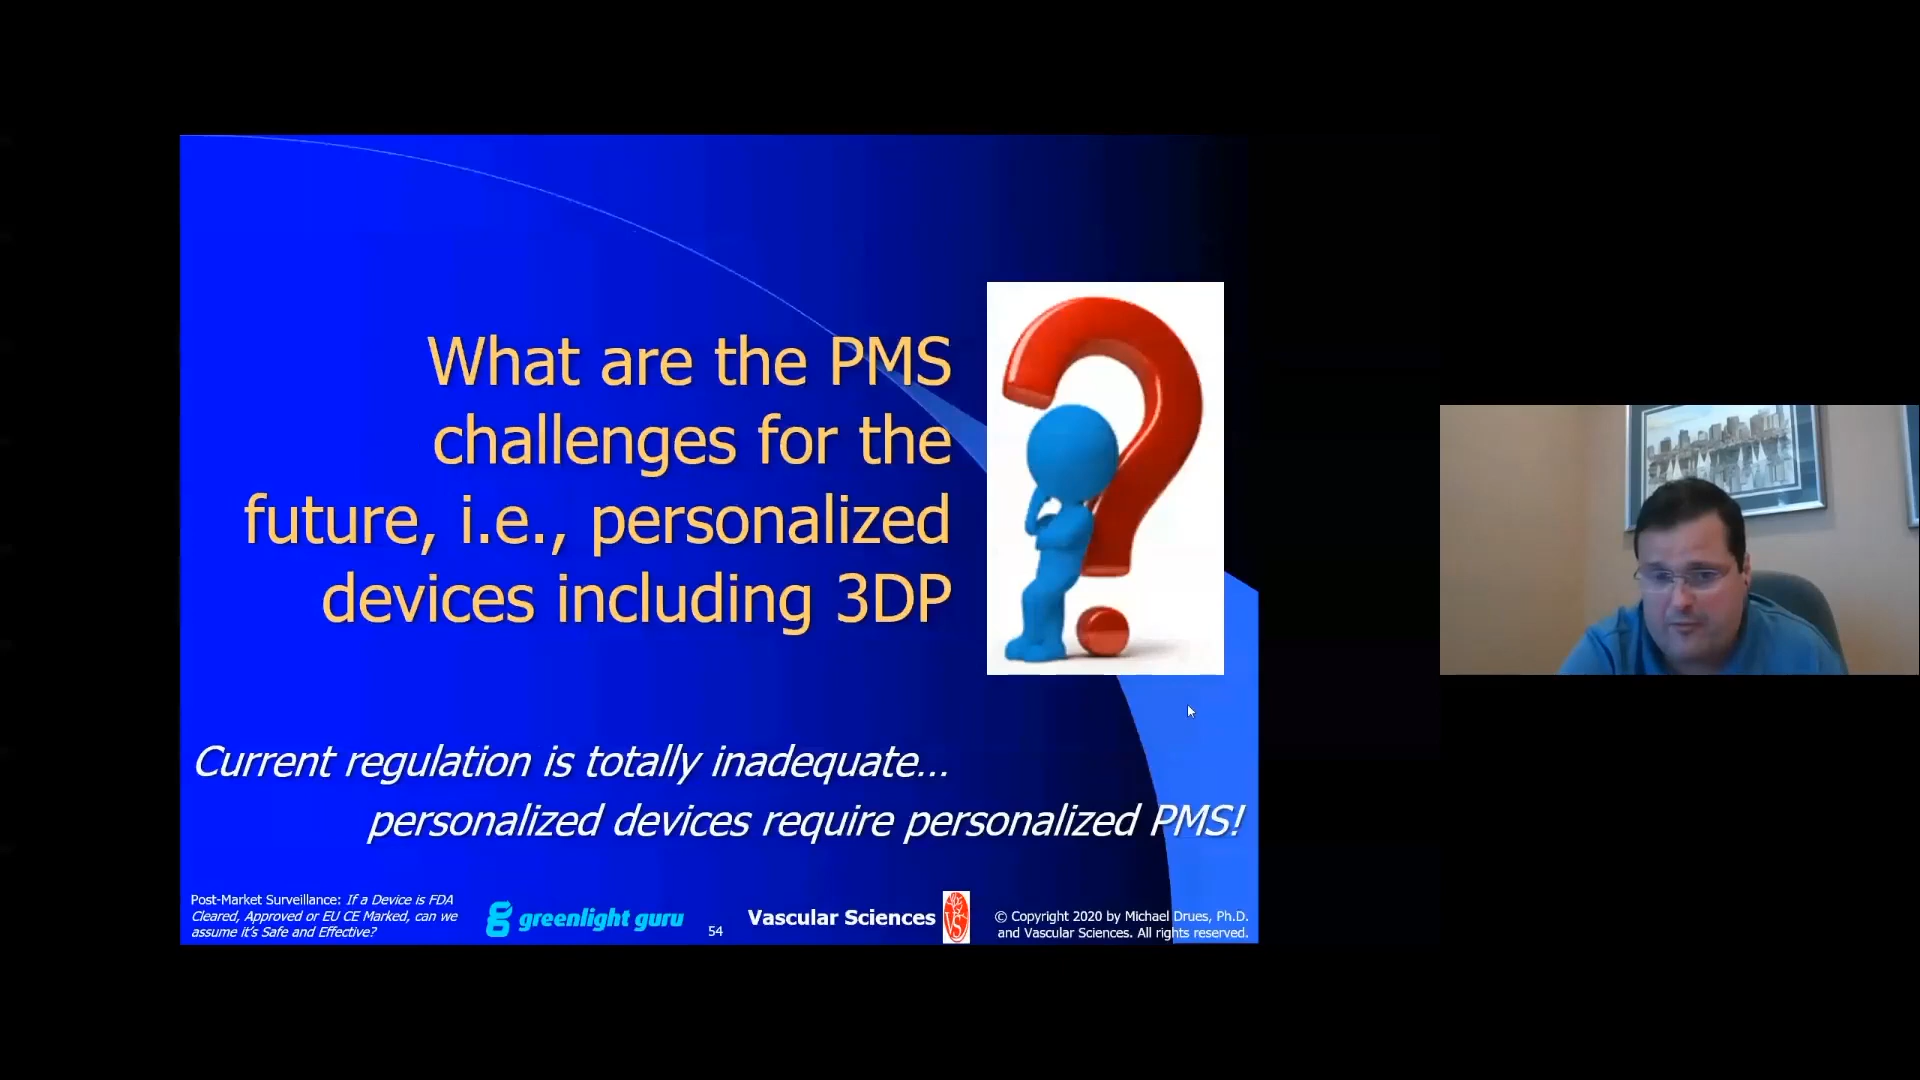 What are the PMS
challenges for the
future, i.e., personalized
devices including 3DP
Current regulation is totally inadequate...
personalized devices require personalized PMS!
Post-Market Surveillance: If a Device is FDA
Cleared, Approved or EU CE Marked, can we
assume it's Safe and Effective?
greenlight guru
54
Vascular Sciences
VS
© Copyright 2020 by Michael Drues, Ph.D.
and Vascular Sciences. All rights reserved.